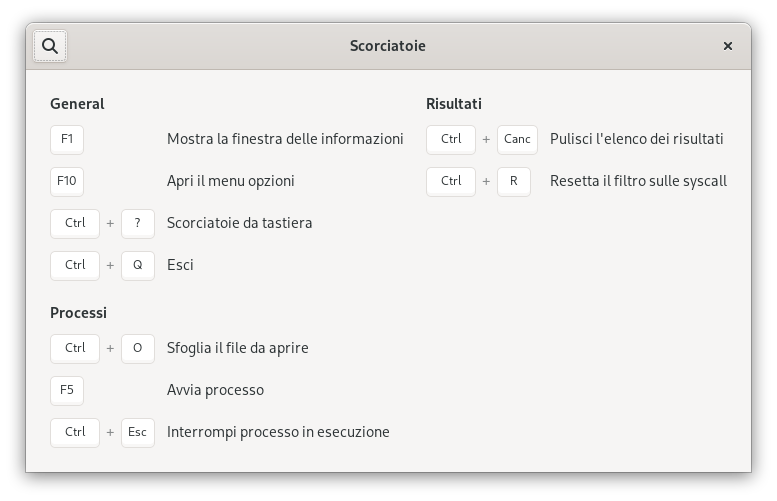 Scorciatoie
General
F1 Mostra la finestra delle informazioni
F10 Apri il menu opzioni
Ctrl + ? Scorciatoie da tastiera
Ctrl + Q Esci
Processi
Ctrl + O Sfoglia il file da aprire
F5 Avvia processo
Ctrl + Esc Interrompi processo in esecuzione
Risultati
Ctrl + Canc Pulisci l'elenco dei risultati
Ctrl + R Resetta il filtro sulle syscall